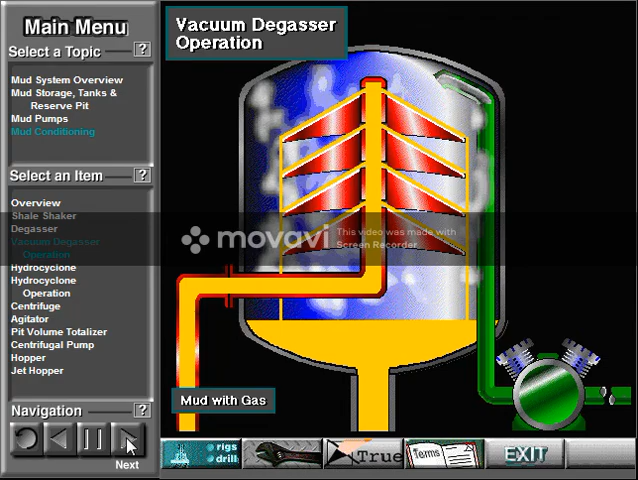 Main Menu
Select a Topic ?
Mud System Overview
Mud Storage, Tanks &
Reserve Pit
Mud Pumps
Mud Conditioning
Select an Item ?
Overview
Shale Shaker
Degasser
Vacuum Degasser
Operation
Hydrocyclone
Hydrocyclone
Operation
Centrifuge
Agitator
Pit Volume Totalizer
Centrifugal Pump
Hopper
Jet Hopper
Navigation ?
Next
Vacuum Degasser
Operation
movavi
This video was made with
Screen Recorder
Mud with Gas
rigs
drill
True
Terms
EXIT